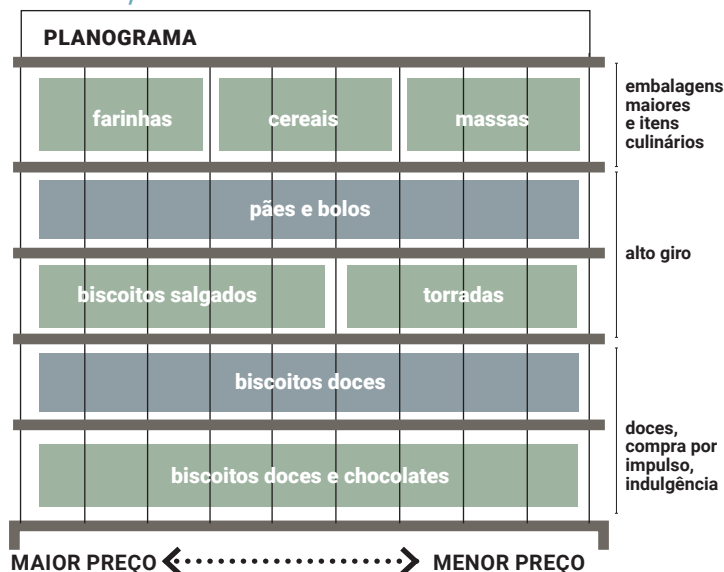 PLANOGRAMA
farinhas
cereais
massas
embalagens
maiores
e itens
culinários
pães e bolos
alto giro
biscoitos salgados
torradas
biscoitos doces
doces,
compra por
impulso,
indulgência
biscoitos doces e chocolates
MAIOR PREÇO
MENOR PREÇO